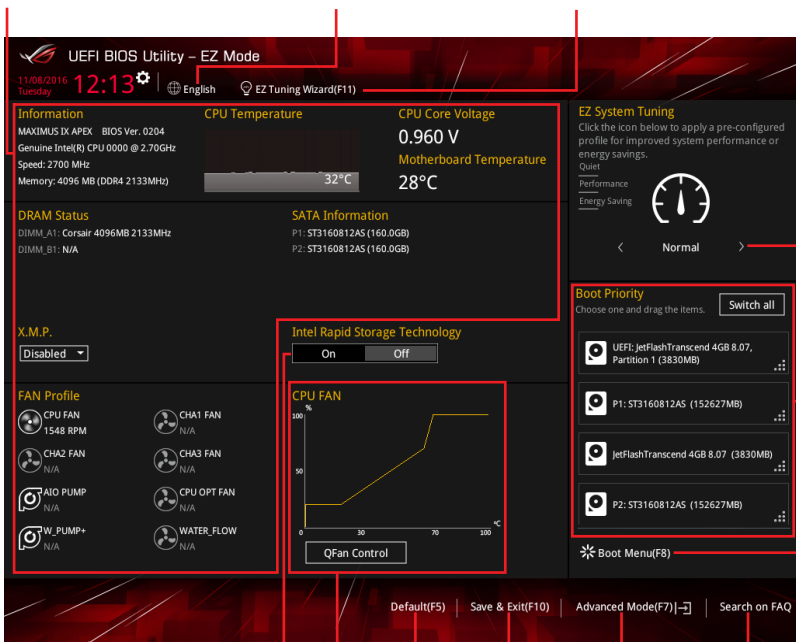 UEFI BIOS Utility – EZ Mode
11/08/2016
Tuesday
12:13
English
EZ Tuning Wizard(F11)
Information
MAXIMUS IX APEX BIOS Ver. 0204
Genuine Intel(R) CPU 0000 @ 2.70GHz
Speed: 2700 MHz
Memory: 4096 MB (DDR4 2133MHz)
CPU Temperature
32°C
CPU Core Voltage
0.960 V
Motherboard Temperature
28°C
EZ System Tuning
Click the icon below to apply a pre-configured
profile for improved system performance or
energy savings.
Quiet
Performance
Energy Saving
< Normal >
DRAM Status
DIMM_A1: Corsair 4096MB 2133MHz
DIMM_B1: N/A
SATA Information
P1: ST3160812AS (160.0GB)
P2: ST3160812AS (160.0GB)
X.M.P.
Disabled
Intel Rapid Storage Technology
On Off
Boot Priority
Choose one and drag the items.
Switch all
UEFI: JetFlashTranscend 4GB 8.07,
Partition 1 (3830MB)
P1: ST3160812AS (152627MB)
JetFlashTranscend 4GB 8.07 (3830MB)
P2: ST3160812AS (152627MB)
FAN Profile
CPU FAN
1548 RPM
CHA1 FAN
N/A
CHA2 FAN
N/A
CHA3 FAN
N/A
AIO PUMP
N/A
CPU OPT FAN
N/A
W_PUMP+
N/A
WATER_FLOW
N/A
CPU FAN
%
100
50
0 30 70 100
°C
QFan Control
Boot Menu(F8)
Default(F5)
Save & Exit(F10)
Advanced Mode(F7)
Search on FAQ